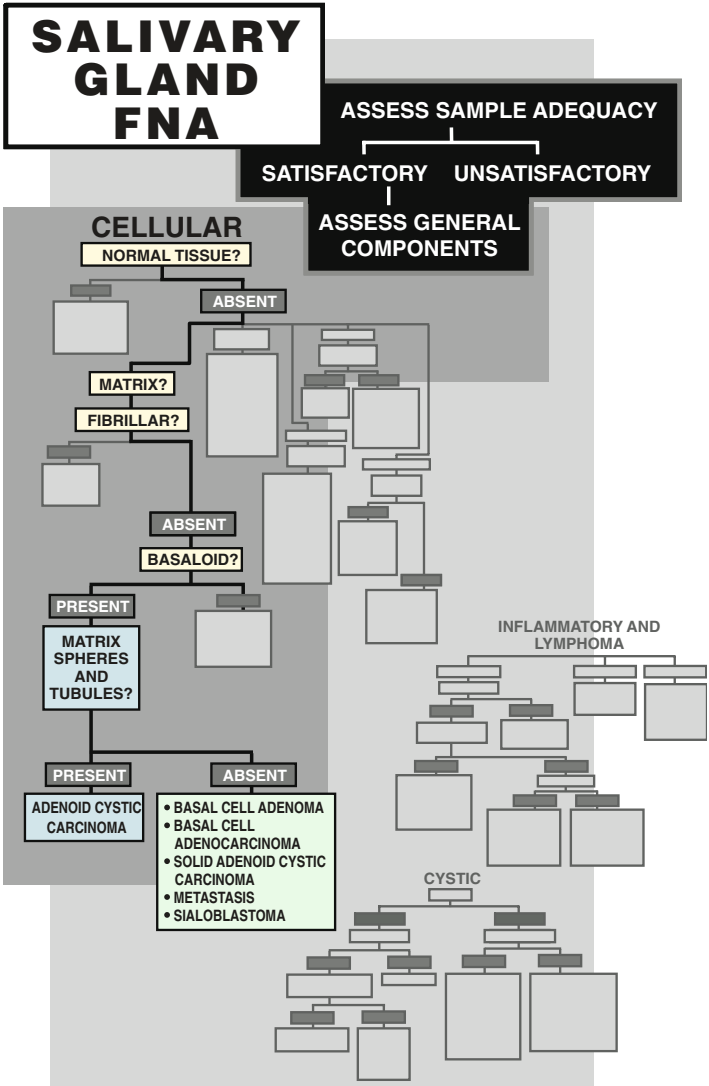 SALIVARY
GLAND
FNA
ASSESS SAMPLE ADEQUACY
SATISFACTORY
UNSATISFACTORY
ASSESS GENERAL
COMPONENTS
CELLULAR
NORMAL TISSUE?
ABSENT
MATRIX?
FIBRILLAR?
ABSENT
BASALOID?
PRESENT
MATRIX
SPHERES
AND
TUBULES?
PRESENT
ADENOID CYSTIC
CARCINOMA
ABSENT
• BASAL CELL ADENOMA
• BASAL CELL
ADENOCARCINOMA
• SOLID ADENOID CYSTIC
CARCINOMA
• METASTASIS
• SIALOBLASTOMA
INFLAMMATORY AND
LYMPHOMA
CYSTIC